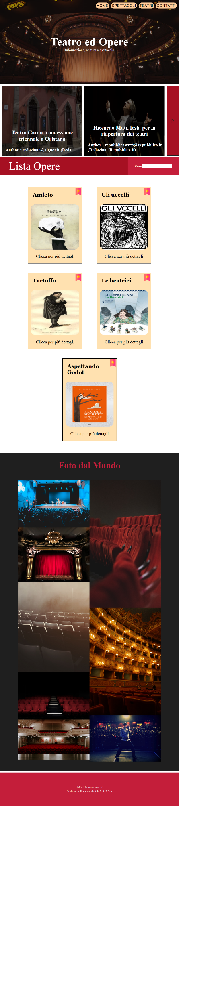 HOME SPETTACOLI TEATRI CONTATTI
Teatro ed Opere
Informazione, cultura e spettacolo
Teatro Garau: concessione
triennale a Oristano
Author : redazione@alguer.it (Red)
Riccardo Muti, festa per la
riapertura dei teatri
Author : repubblicawww@repubblica.it
(Redazione Repubblica.it)
Lista Opere
Cerca
Amleto
Hamlet
WILLIAM SHAKESPEARE
Clicca per più dettagli
Gli uccelli
GLI VCCELLI
Clicca per più dettagli
Tartuffo
Clicca per più dettagli
Le beatrici
STEFANO BENNI
Le Beatrici
Clicca per più dettagli
Aspettando
Godot
I NOBEL DEL CLUB
SAMUEL
BECKETT
ASPETTANDO
GODOT
Clicca per più dettagli
Foto dal Mondo
Mini-homework 3
Gabriele Rapisarda O46002228